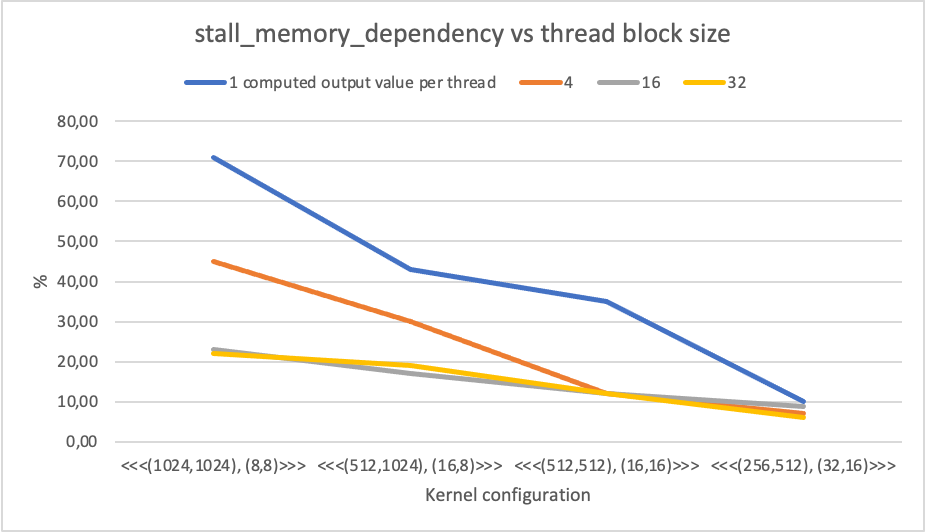 stall_memory_dependency vs thread block size
1 computed output value per thread 4 16 32
80,00
70,00
60,00
50,00
40,00
30,00
20,00
10,00
0,00
%
<<<(1024,1024), (8,8)>>> <<<(512,1024), (16,8)>>> <<<(512,512), (16,16)>>> <<<(256,512), (32,16)>>>
Kernel configuration